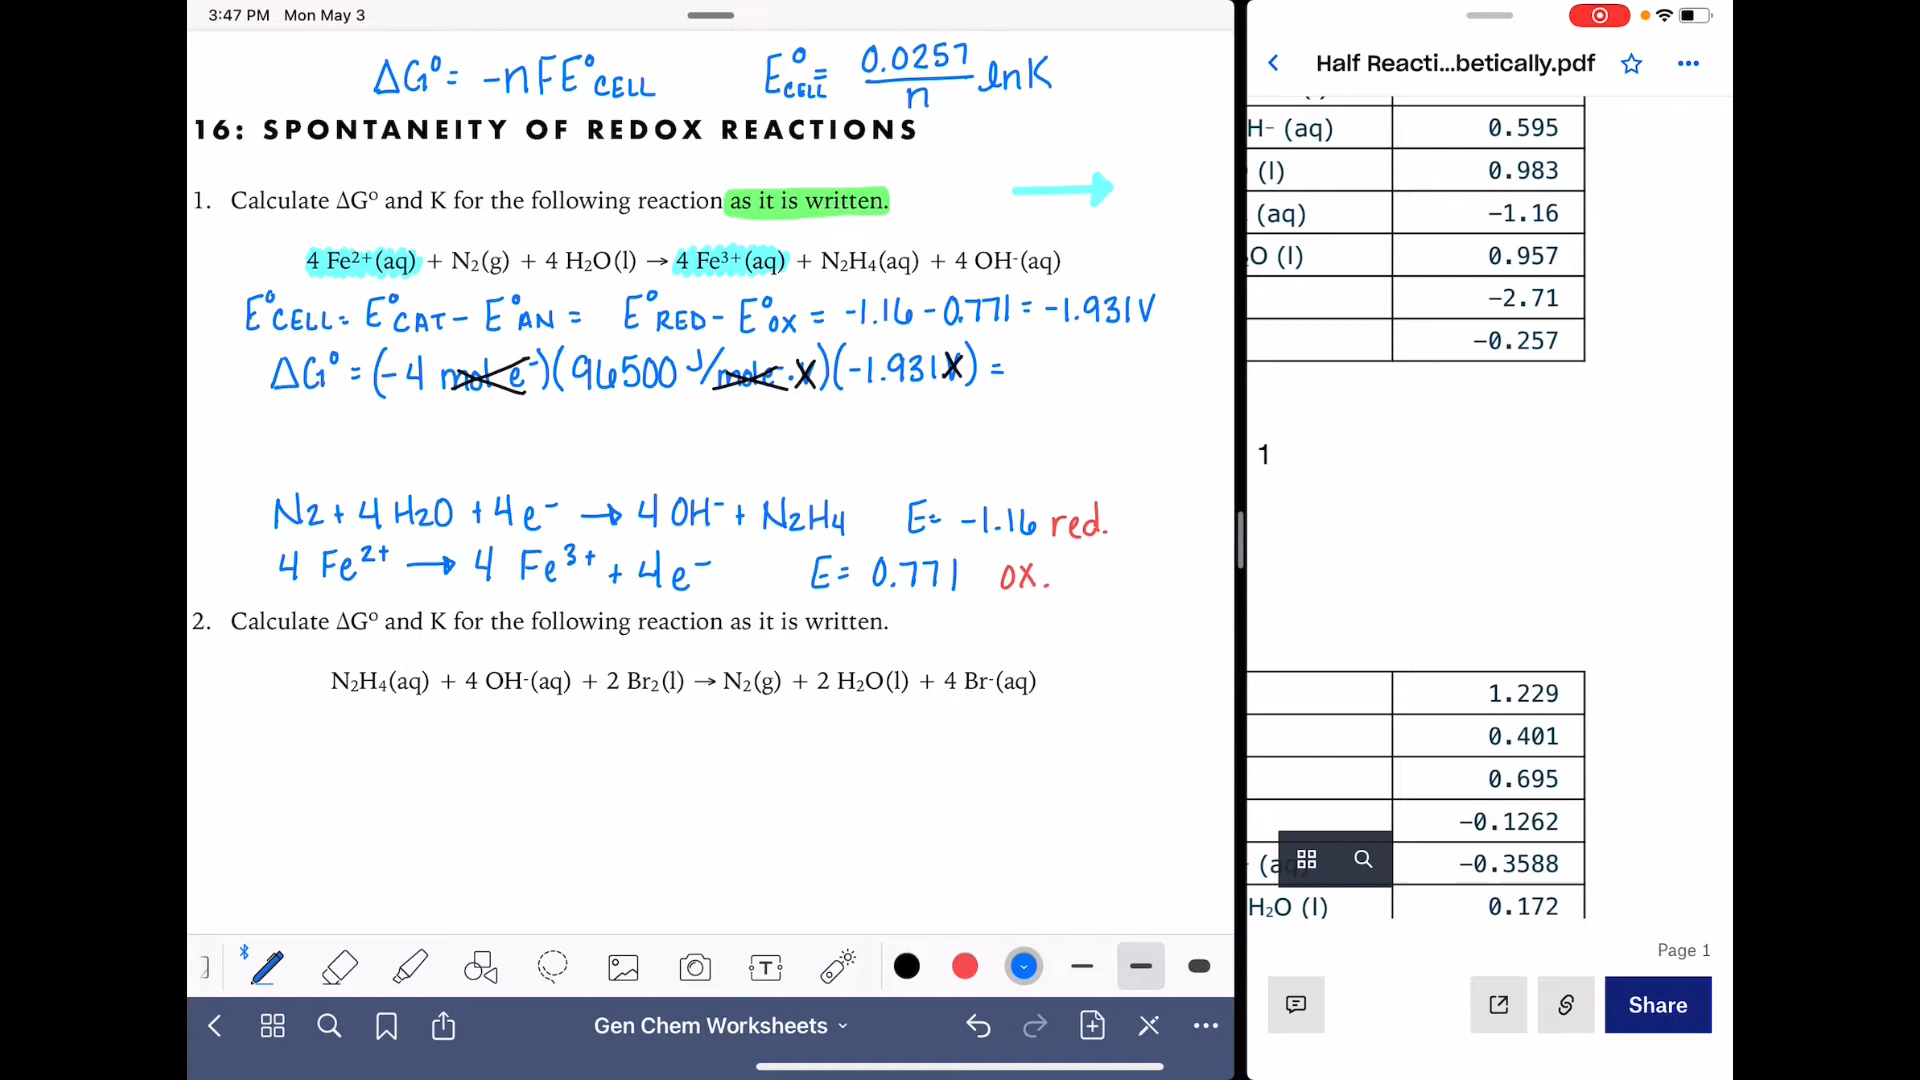 3:47 PM Mon May 3
ΔG° = -nFE°CELL E°CELL = 0.0257/n lnK
16: SPONTANEITY OF REDOX REACTIONS
1. Calculate ΔG° and K for the following reaction as it is written.
4 Fe²⁺(aq) + N₂(g) + 4 H₂O(l) → 4 Fe³⁺(aq) + N₂H₄(aq) + 4 OH⁻(aq)
E°CELL = E°CAT - E°AN = E°RED - E°OX = -1.16 - 0.771 = -1.931V
ΔG° = (-4 mol e⁻)(96500 J/mole⁻·V)(-1.931V) =
N2 + 4 H2O + 4e⁻ → 4 OH⁻ + N2H4 E = -1.16 red.
4 Fe²⁺ → 4 Fe³⁺ + 4e⁻ E = 0.771 ox.
2. Calculate ΔG° and K for the following reaction as it is written.
N₂H₄(aq) + 4 OH⁻(aq) + 2 Br₂(l) → N₂(g) + 2 H₂O(l) + 4 Br⁻(aq)
T
Gen Chem Worksheets
Half Reacti...betically.pdf
H⁻ (aq) 0.595
(l) 0.983
(aq) −1.16
O (l) 0.957
−2.71
−0.257
1
1.229
0.401
0.695
−0.1262
−0.3588
H₂O (l) 0.172
Page 1
Share